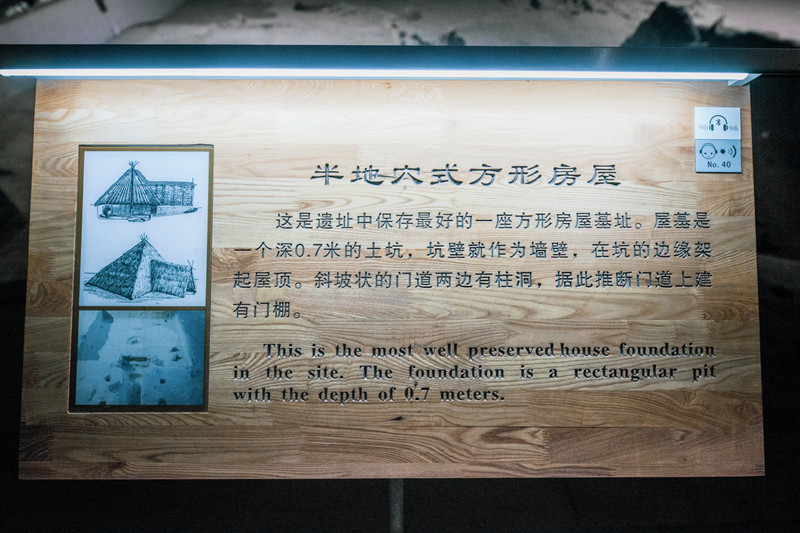 半地穴式方形房屋
这是遗址中保存最好的一座方形房屋基址。屋基是
一个深0.7米的土坑，坑壁就作为墙壁，在坑的边缘架
起屋顶。斜坡状的门道两边有柱洞，据此推断门道上建
有门棚。
This is the most well preserved house foundation
in the site. The foundation is a rectangular pit
with the depth of 0.7 meters.
No. 40